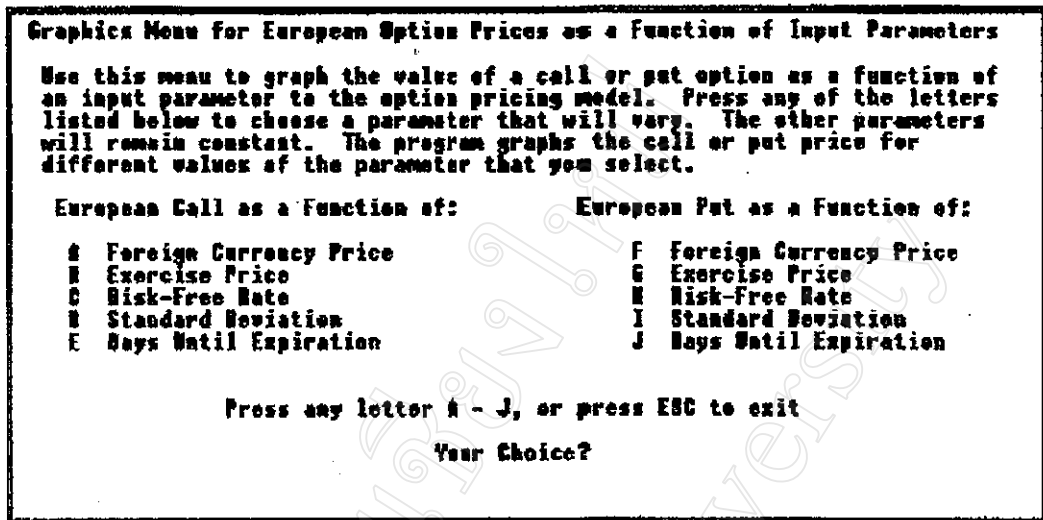 Graphics Menu for European Option Prices as a Function of Input Parameters
Use this menu to graph the value of a call or put option as a function of
an input parameter to the option pricing model. Press any of the letters
listed below to choose a parameter that will vary. The other parameters
will remain constant. The program graphs the call or put price for
different values of the parameter that you select.
European Call as a Function of: European Put as a Function of:
A Foreign Currency Price F Foreign Currency Price
B Exercise Price G Exercise Price
C Risk-Free Rate H Risk-Free Rate
D Standard Deviation I Standard Deviation
E Days Until Expiration J Days Until Expiration
Press any letter A - J, or press ESC to exit
Your Choice?